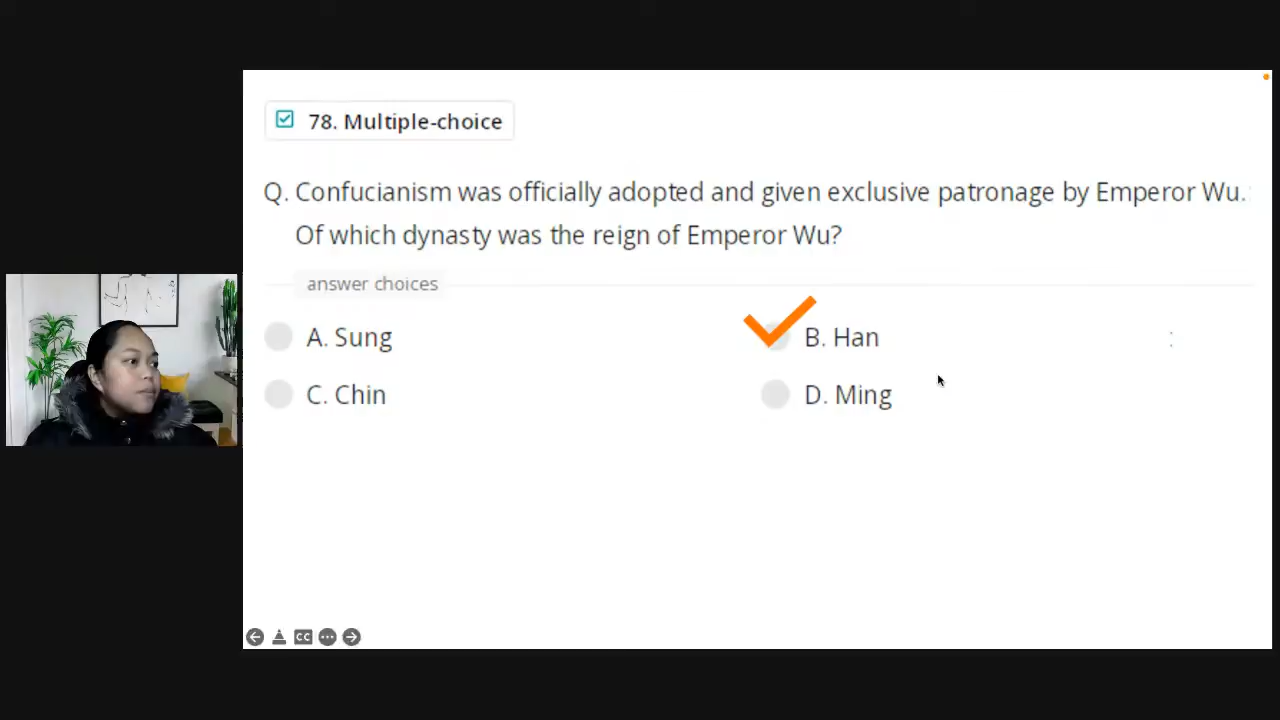 78. Multiple-choice
Q. Confucianism was officially adopted and given exclusive patronage by Emperor Wu.
Of which dynasty was the reign of Emperor Wu?
answer choices
A. Sung
B. Han
C. Chin
D. Ming
CC